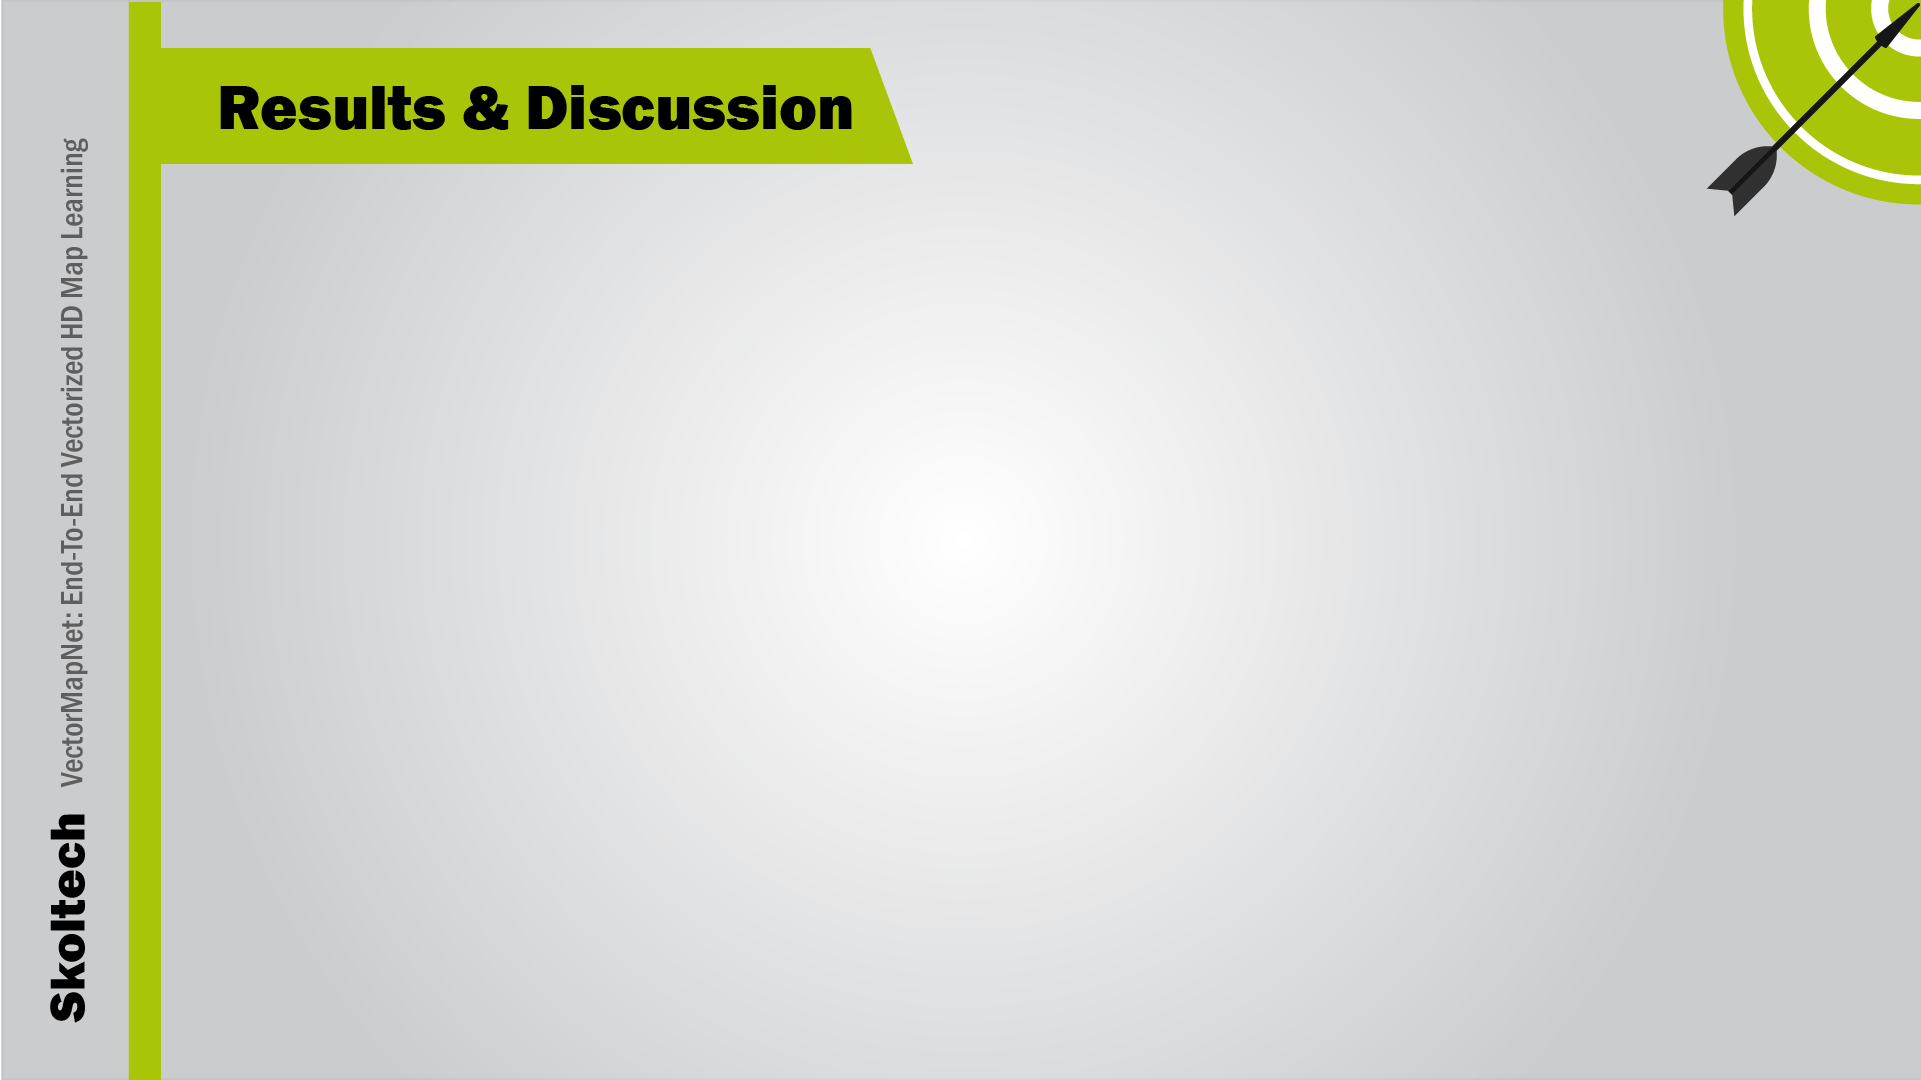 Results & Discussion
VectorMapNet: End-To-End Vectorized HD Map Learning
Skoltech